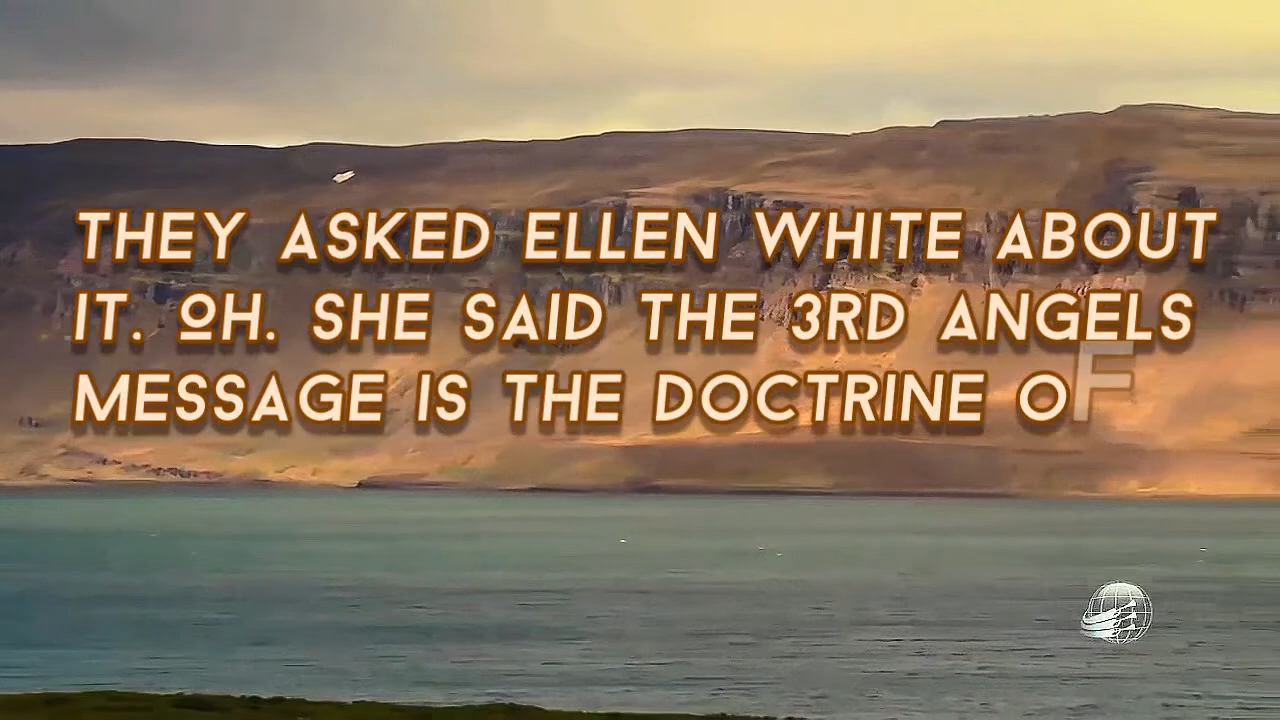 THEY ASKED ELLEN WHITE ABOUT
IT. OH. SHE SAID THE 3RD ANGELS
MESSAGE IS THE DOCTRINE OF